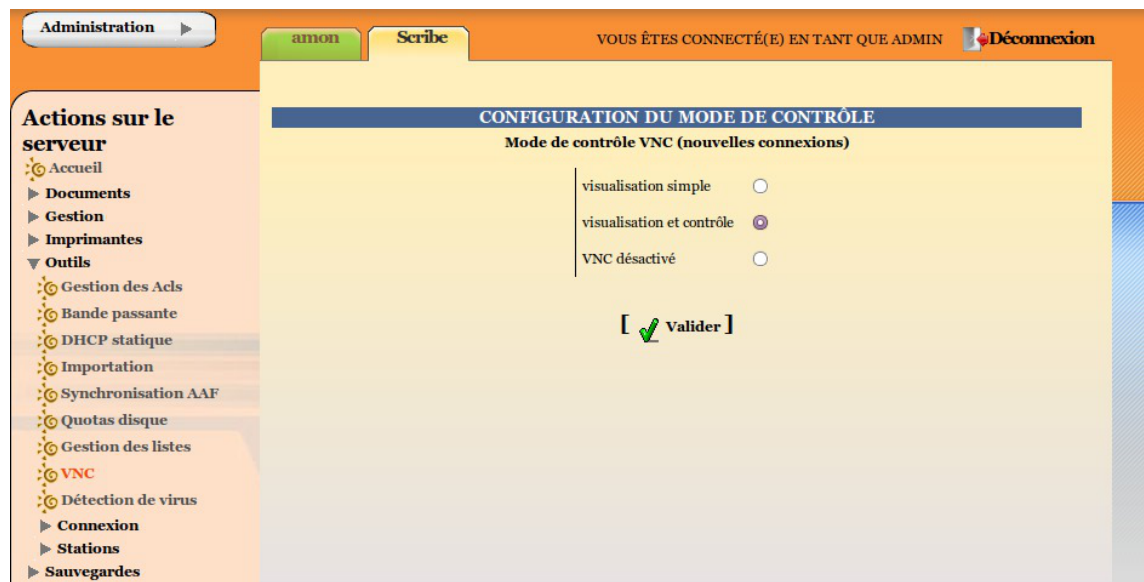 Administration
amon
Scribe
VOUS ÊTES CONNECTÉ(E) EN TANT QUE ADMIN
Déconnexion
Actions sur le
serveur
Accueil
Documents
Gestion
Imprimantes
Outils
Gestion des Acls
Bande passante
DHCP statique
Importation
Synchronisation AAF
Quotas disque
Gestion des listes
VNC
Détection de virus
Connexion
Stations
Sauvegardes
CONFIGURATION DU MODE DE CONTRÔLE
Mode de contrôle VNC (nouvelles connexions)
visualisation simple
visualisation et contrôle
VNC désactivé
[ Valider ]